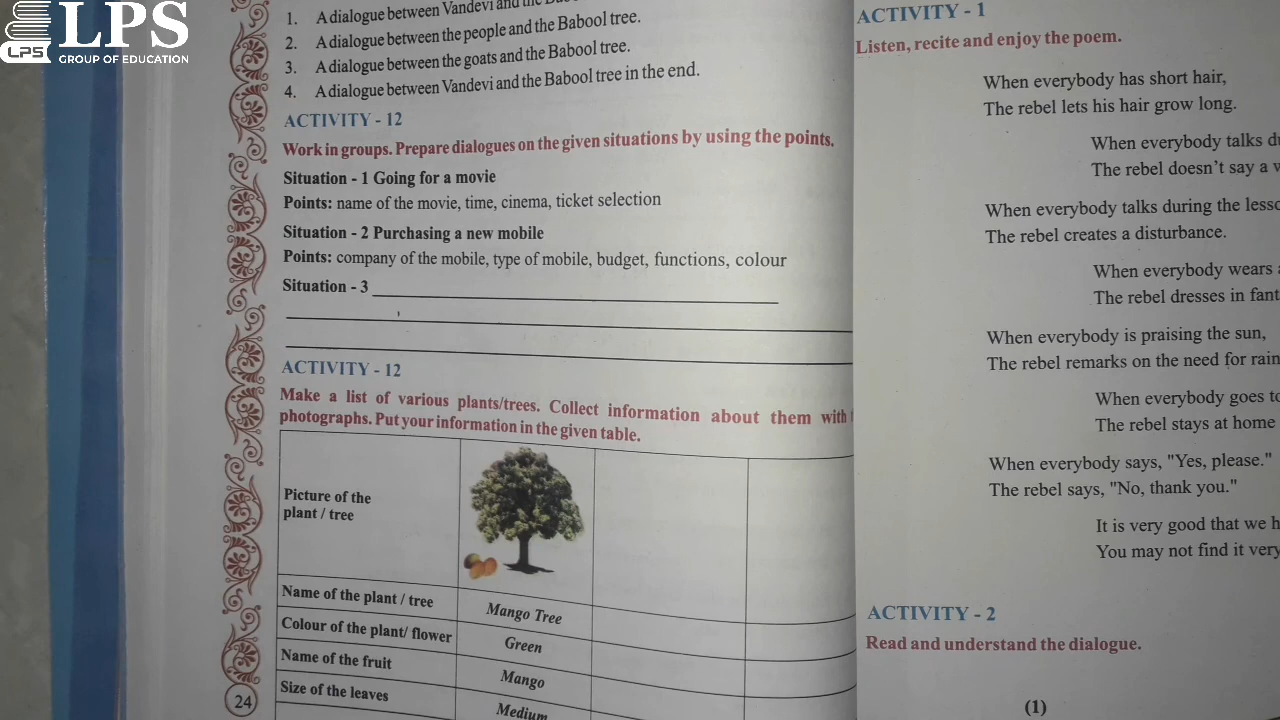 LPS
LPS
GROUP OF EDUCATION
1. A dialogue between Vandevi and the
2. A dialogue between the people and the Babool tree.
3. A dialogue between the goats and the Babool tree.
4. A dialogue between Vandevi and the Babool tree in the end.
ACTIVITY - 12
Work in groups. Prepare dialogues on the given situations by using the points.
Situation - 1 Going for a movie
Points: name of the movie, time, cinema, ticket selection
Situation - 2 Purchasing a new mobile
Points: company of the mobile, type of mobile, budget, functions, colour
Situation - 3
ACTIVITY - 12
Make a list of various plants/trees. Collect information about them with
photographs. Put your information in the given table.
Picture of the
plant / tree
Name of the plant / tree Mango Tree
Colour of the plant/ flower Green
Name of the fruit Mango
Size of the leaves Medium
24
ACTIVITY - 1
Listen, recite and enjoy the poem.
When everybody has short hair,
The rebel lets his hair grow long.
When everybody talks
The rebel doesn't say a
When everybody talks during the
The rebel creates a disturbance.
When everybody wears
The rebel dresses in
When everybody is praising the sun,
The rebel remarks on the need for rain
When everybody goes
The rebel stays at home
When everybody says, "Yes, please."
The rebel says, "No, thank you."
It is very good that we
You may not find it very
ACTIVITY - 2
Read and understand the dialogue.
(1)